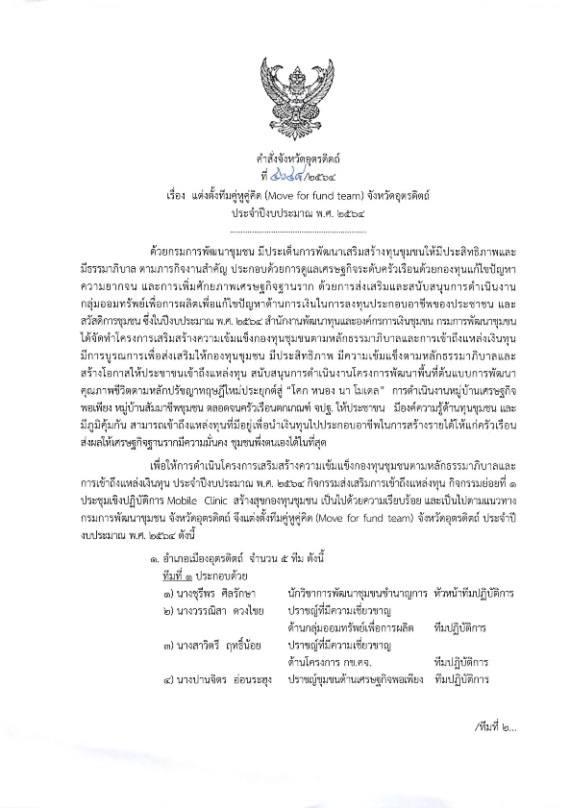 คำสั่งจังหวัดอุตรดิตถ์
ที่ /๒๕๖๔
เรื่อง แต่งตั้งทีมคู่หูคู่คิด (Move for fund team) จังหวัดอุตรดิตถ์
ประจำปีงบประมาณ พ.ศ. ๒๕๖๔
ด้วยกรมการพัฒนาชุมชน มีประเด็นการพัฒนาเสริมสร้างทุนชุมชนให้มีประสิทธิภาพและ
มีธรรมาภิบาล ตามภารกิจงานสำคัญ ประกอบด้วยการดูแลเศรษฐกิจระดับครัวเรือนด้วยกองทุนแก้ไขปัญหา
ความยากจน และการเพิ่มศักยภาพเศรษฐกิจฐานราก ด้วยการส่งเสริมและสนับสนุนการดำเนินงาน
กลุ่มออมทรัพย์เพื่อการผลิตเพื่อแก้ไขปัญหาด้านการเงินในการลงทุนประกอบอาชีพของประชาชน และ
สวัสดิการชุมชน ซึ่งในปีงบประมาณ พ.ศ. ๒๕๖๔ สำนักงานพัฒนาทุนและองค์กรการเงินชุมชน กรมการพัฒนาชุมชน
ได้จัดทำโครงการเสริมสร้างความเข้มแข็งกองทุนชุมชนตามหลักธรรมาภิบาลและการเข้าถึงแหล่งเงินทุน
มีการบูรณการเพื่อส่งเสริมให้กองทุนชุมชน มีประสิทธิภาพ มีความเข้มแข็งตามหลักธรรมาภิบาลและ
สร้างโอกาสให้ประชาชนเข้าถึงแหล่งทุน สนับสนุนการดำเนินงานโครงการพัฒนาพื้นที่ต้นแบบการพัฒนา
คุณภาพชีวิตตามหลักปรัชญาทฤษฎีใหม่ประยุกต์สู่ "โคก หนอง นา โมเดล" การดำเนินงานหมู่บ้านเศรษฐกิจ
พอเพียง หมู่บ้านสัมมาชีพชุมชน ตลอดจนครัวเรือนตกเกณฑ์ จปฐ. ให้ประชาชน มีองค์ความรู้ด้านทุนชุมชน และ
มีภูมิคุ้มกัน สามารถเข้าถึงแหล่งทุนที่มีอยู่เพื่อนำเงินทุนไปประกอบอาชีพในการสร้างรายได้ให้แก่ครัวเรือน
ส่งผลให้เศรษฐกิจฐานรากมีความมั่นคง ชุมชนพึ่งตนเองได้ในที่สุด
เพื่อให้การดำเนินโครงการเสริมสร้างความเข้มแข็งกองทุนชุมชนตามหลักธรรมาภิบาลและ
การเข้าถึงแหล่งเงินทุน ประจำปีงบประมาณ พ.ศ. ๒๕๖๔ กิจกรรมส่งเสริมการเข้าถึงแหล่งทุน กิจกรรมย่อยที่ ๑
ประชุมเชิงปฏิบัติการ Mobile Clinic สร้างสุขกองทุนชุมชน เป็นไปด้วยความเรียบร้อย และเป็นไปตามแนวทาง
กรมการพัฒนาชุมชน จังหวัดอุตรดิตถ์ จึงแต่งตั้งทีมคู่หูคู่คิด (Move for fund team) จังหวัดอุตรดิตถ์ ประจำปี
งบประมาณ พ.ศ. ๒๕๖๔ ดังนี้
๑. อำเภอเมืองอุตรดิตถ์ จำนวน ๕ ทีม ดังนี้
ทีมที่ ๑ ประกอบด้วย
๑) นางชุรีพร ศิลรักษา นักวิชาการพัฒนาชุมชนชำนาญการ หัวหน้าทีมปฏิบัติการ
๒) นางวรรณิสา ดวงไชย ปราชญ์ที่มีความเชี่ยวชาญ
ด้านกลุ่มออมทรัพย์เพื่อการผลิต ทีมปฏิบัติการ
๓) นางสาวิตรี ฤทธิ์น้อย ปราชญ์ที่มีความเชี่ยวชาญ
ด้านโครงการ กข.คจ. ทีมปฏิบัติการ
๔) นางปานจิตร อ่อนระฮุง ปราชญ์ชุมชนด้านเศรษฐกิจพอเพียง ทีมปฏิบัติการ
/ทีมที่ ๒...